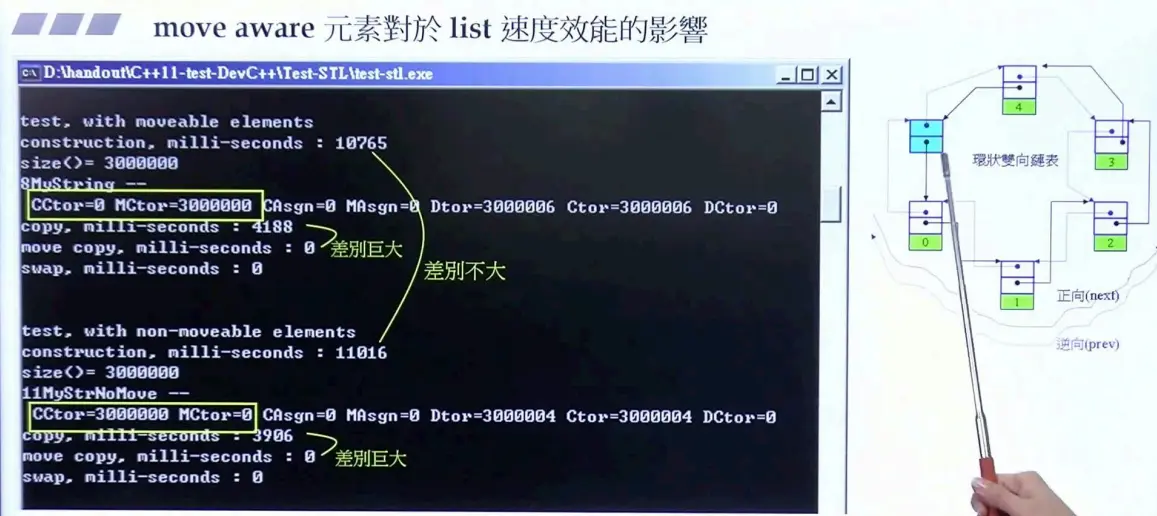 move aware 元素對於 list 速度效能的影響
D:\handout\C++11-test-DevC++\Test-STL\test-stl.exe
test, with moveable elements
construction, milli-seconds : 10765
size()= 3000000
8MyString --
CCtor=0 MCtor=3000000 CAsgn=0 MAsgn=0 Dtor=3000006 Ctor=3000006 DCtor=0
copy, milli-seconds : 4188
move copy, milli-seconds : 0
差別巨大
swap, milli-seconds : 0
差別不大
test, with non-moveable elements
construction, milli-seconds : 11016
size()= 3000000
11MyStrNoMove --
CCtor=3000000 MCtor=0 CAsgn=0 MAsgn=0 Dtor=3000004 Ctor=3000004 DCtor=0
copy, milli-seconds : 3906
move copy, milli-seconds : 0
差別巨大
swap, milli-seconds : 0
4
環狀雙向鏈表
3
0
2
1
正向(next)
逆向(prev)